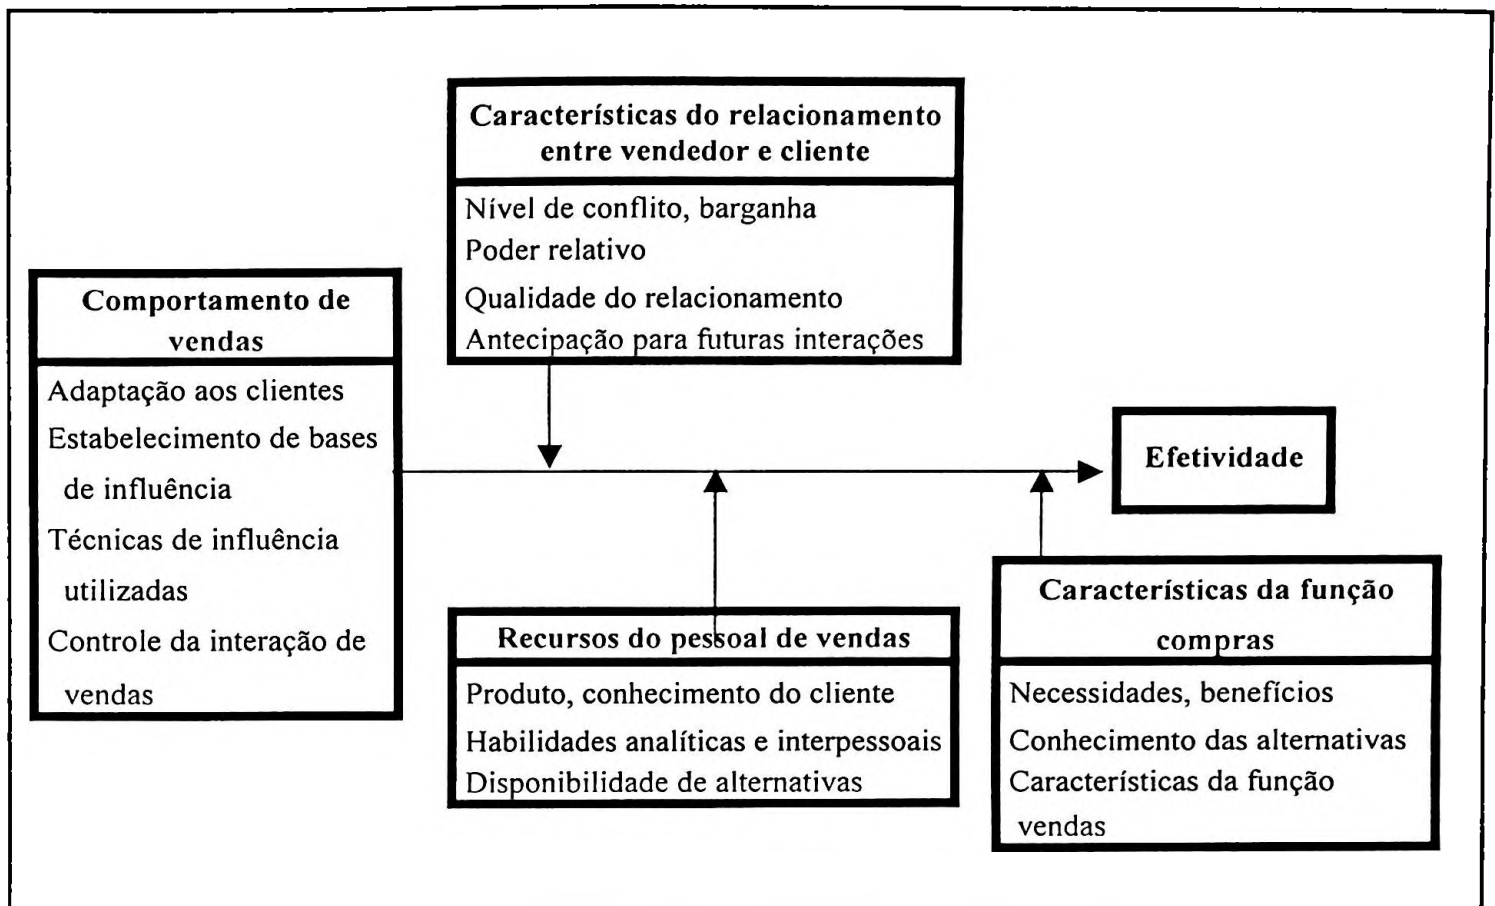 Características do relacionamento
entre vendedor e cliente
Nível de conflito, barganha
Poder relativo
Qualidade do relacionamento
Antecipação para futuras interações
Comportamento de
vendas
Adaptação aos clientes
Estabelecimento de bases
de influência
Técnicas de influência
utilizadas
Controle da interação de
vendas
Efetividade
Recursos do pessoal de vendas
Produto, conhecimento do cliente
Habilidades analíticas e interpessoais
Disponibilidade de alternativas
Características da função
compras
Necessidades, benefícios
Conhecimento das alternativas
Características da função
vendas